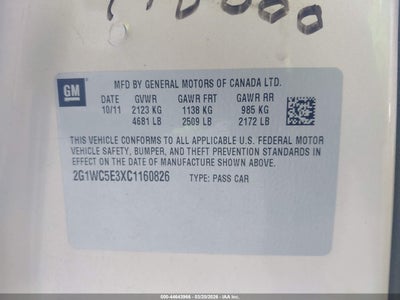 GM
MFD BY GENERAL MOTORS OF CANADA LTD.
DATE GVWR GAWR FRT GAWR RR
10/11 2123 KG 1138 KG 985 KG
4681 LB 2509 LB 2172 LB
THIS VEHICLE CONFORMS TO ALL APPLICABLE U.S. FEDERAL MOTOR
VEHICLE SAFETY, BUMPER, AND THEFT PREVENTION STANDARDS
IN EFFECT ON THE DATE OF MANUFACTURE SHOWN ABOVE.
2G1WC5E3XC1160826 TYPE: PASS CAR